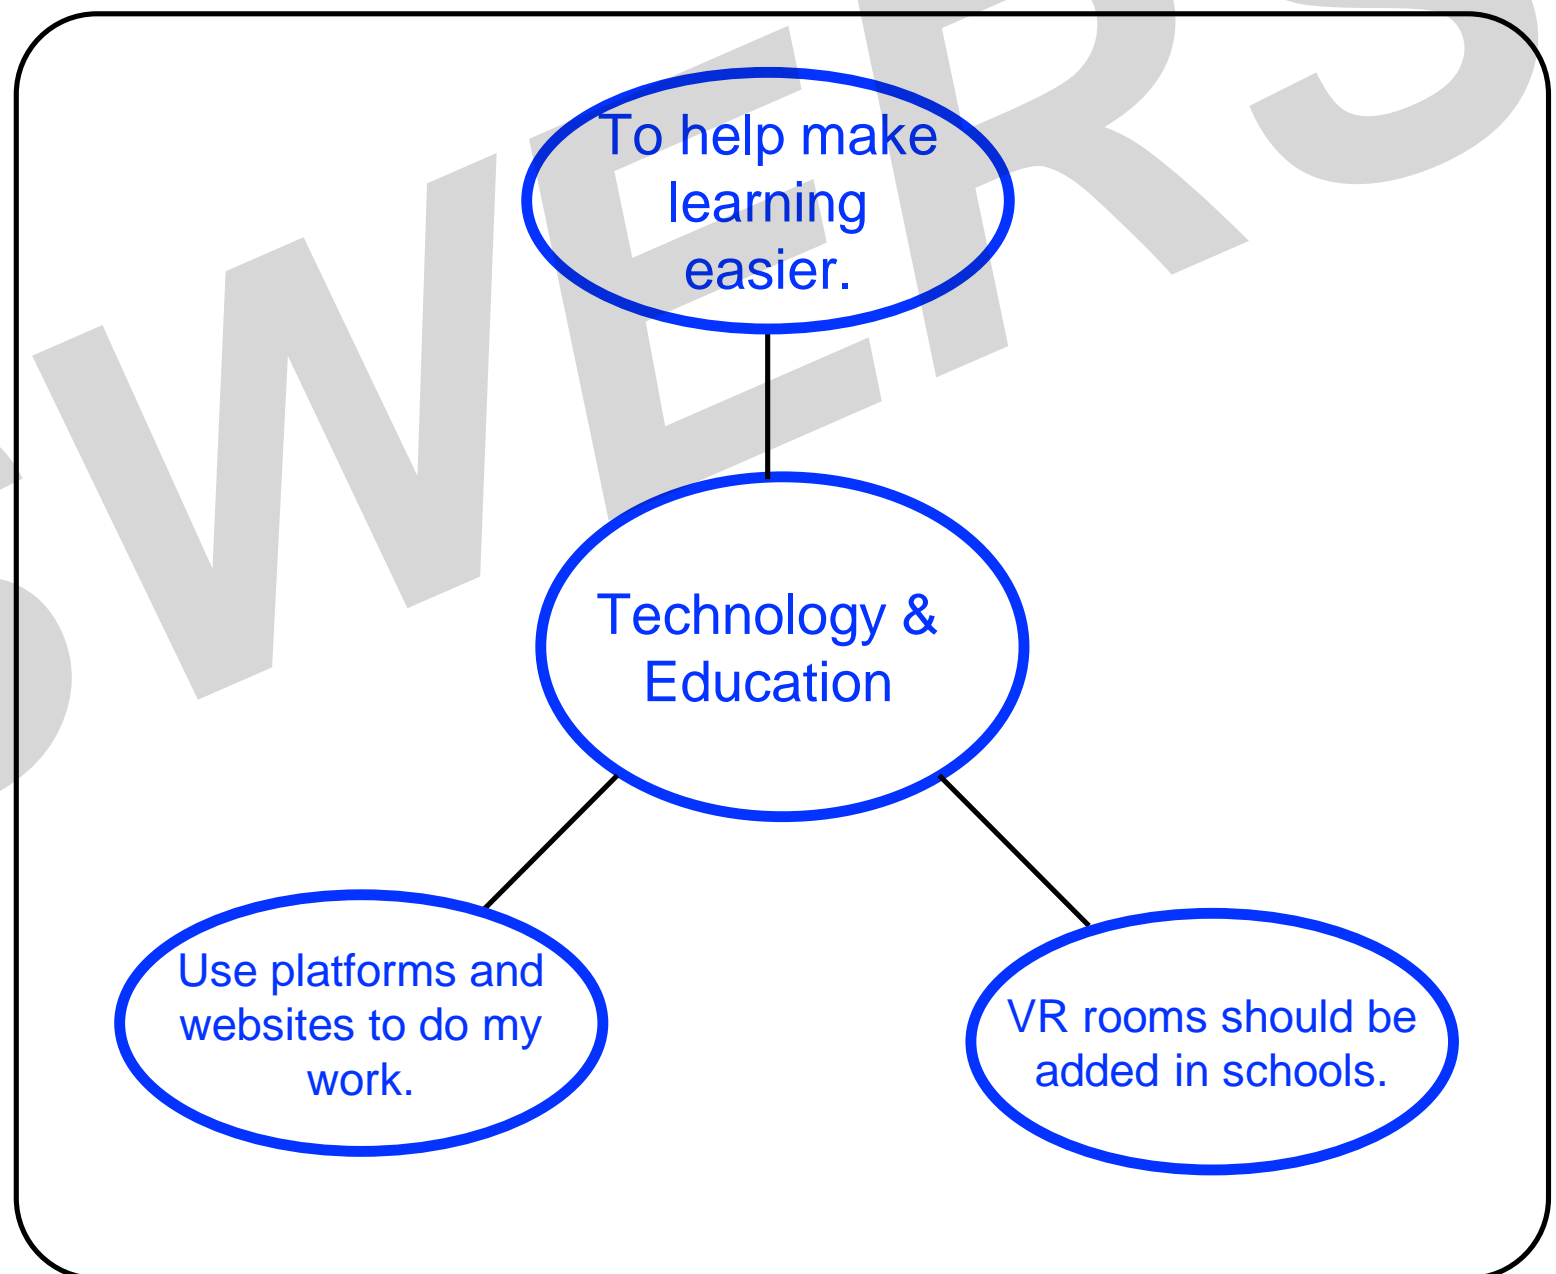 To help make
learning
easier.
Technology &
Education
Use platforms and
websites to do my
work.
VR rooms should be
added in schools.
SWERS